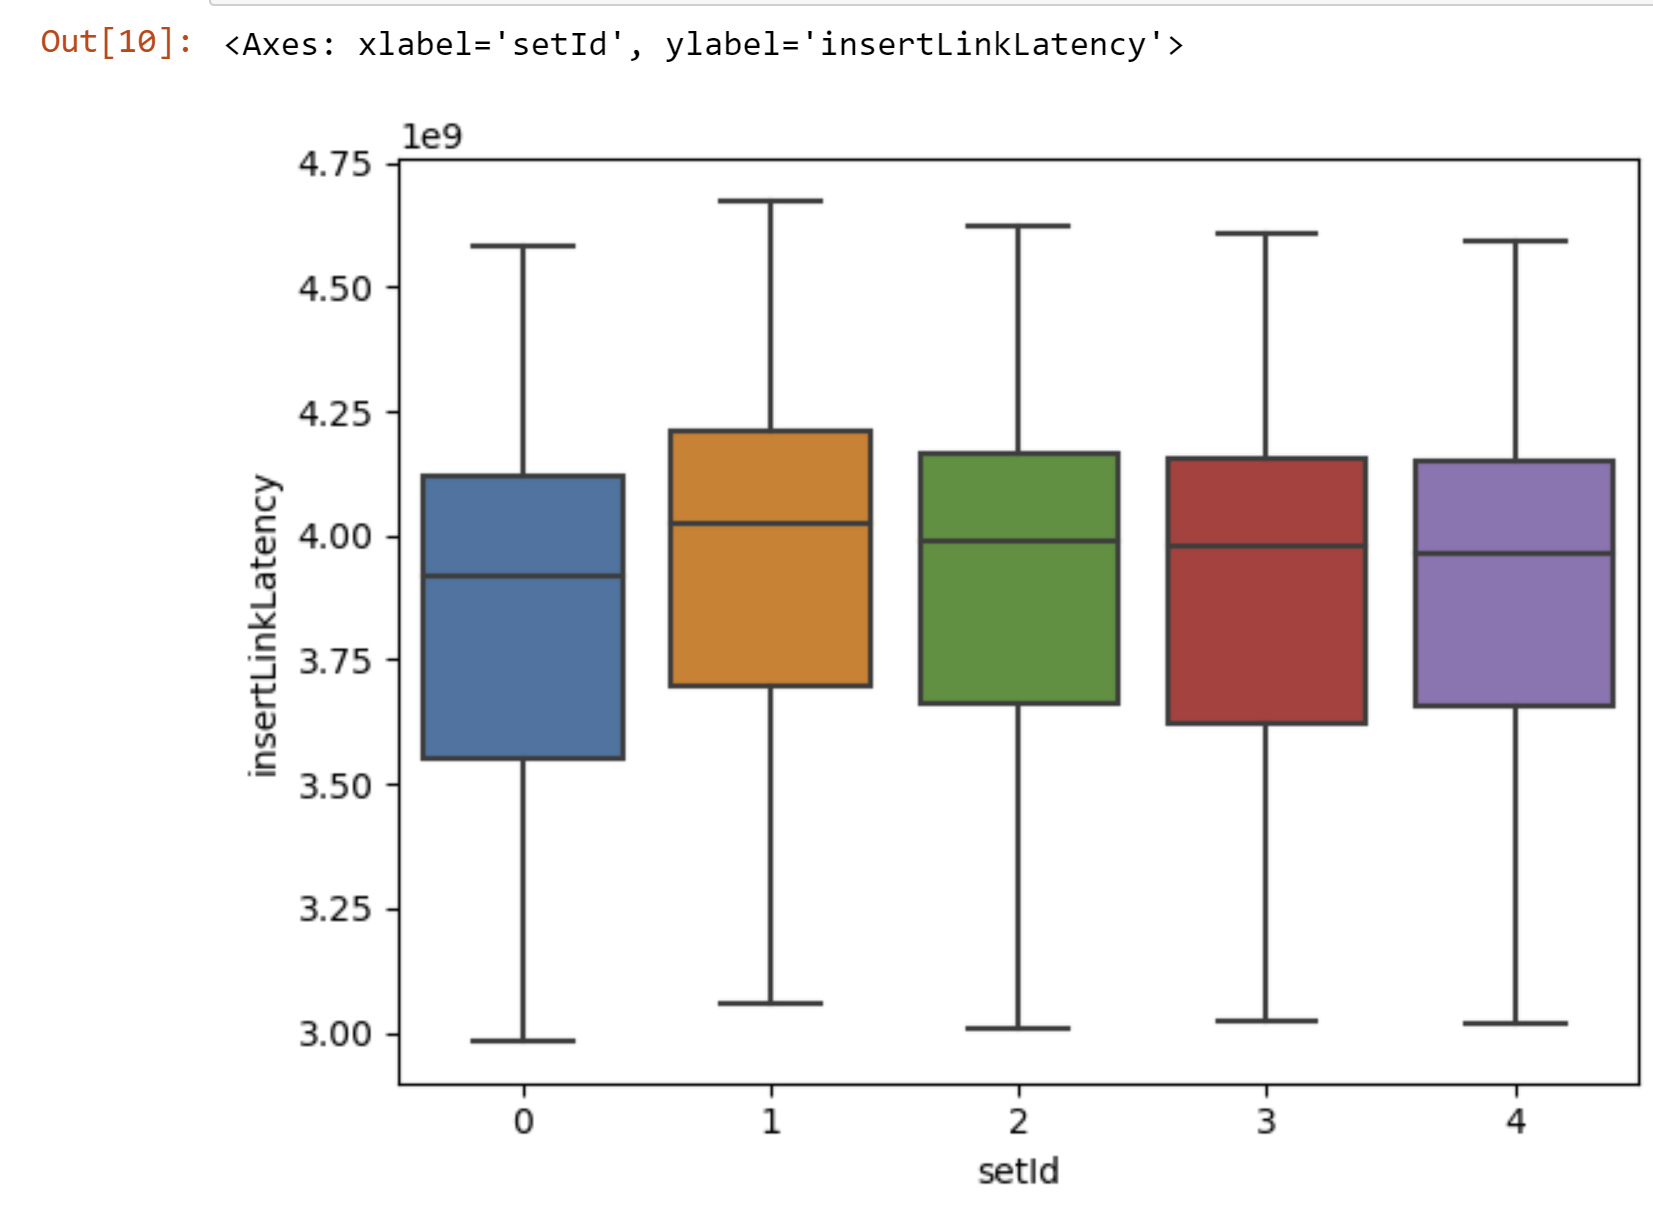 Out[10]: <Axes: xlabel='setId', ylabel='insertLinkLatency'>
1e9
4.75
4.50
4.25
4.00
3.75
3.50
3.25
3.00
insertLinkLatency
0 1 2 3 4
setId